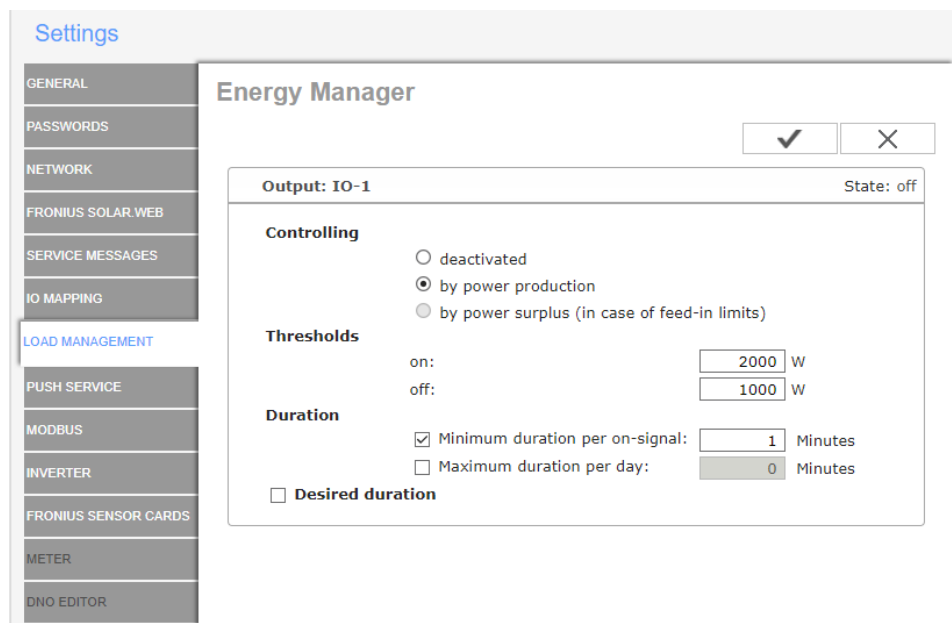 Settings
GENERAL
PASSWORDS
NETWORK
FRONIUS SOLAR.WEB
SERVICE MESSAGES
IO MAPPING
LOAD MANAGEMENT
PUSH SERVICE
MODBUS
INVERTER
FRONIUS SENSOR CARDS
METER
DNO EDITOR
Energy Manager
Output: IO-1 State: off
Controlling
deactivated
by power production
by power surplus (in case of feed-in limits)
Thresholds
on: 2000 W
off: 1000 W
Duration
Minimum duration per on-signal: 1 Minutes
Maximum duration per day: 0 Minutes
Desired duration